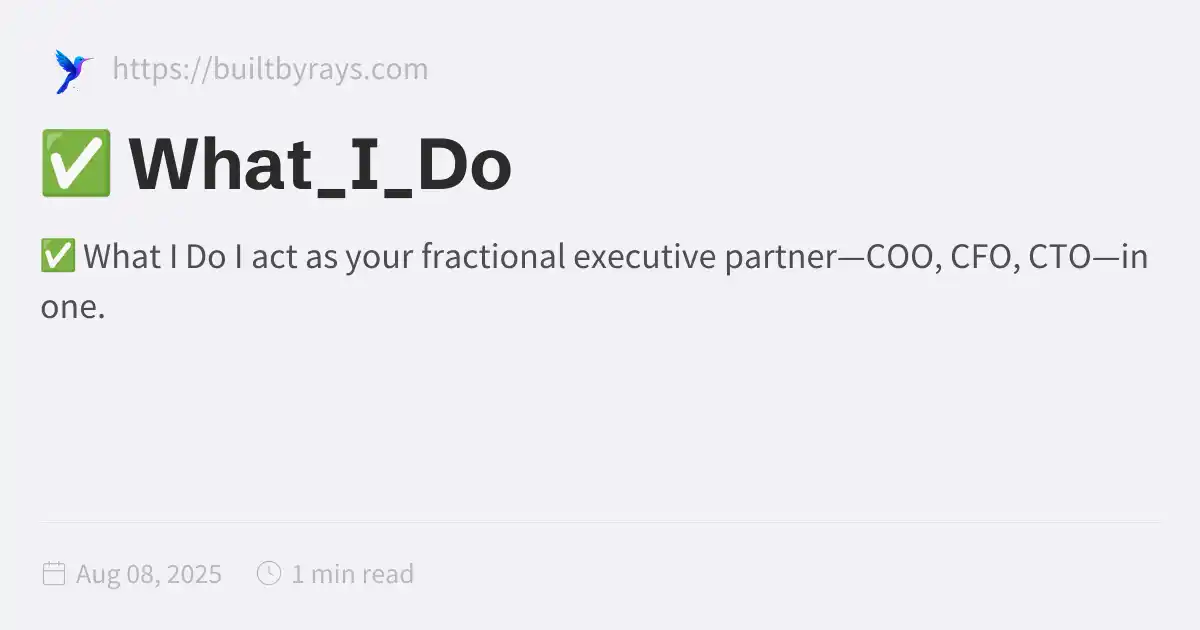 https://builtbyrays.com
✅ What_I_Do
✅ What I Do I act as your fractional executive partner—COO, CFO, CTO—in
one.
Aug 08, 2025 1 min read